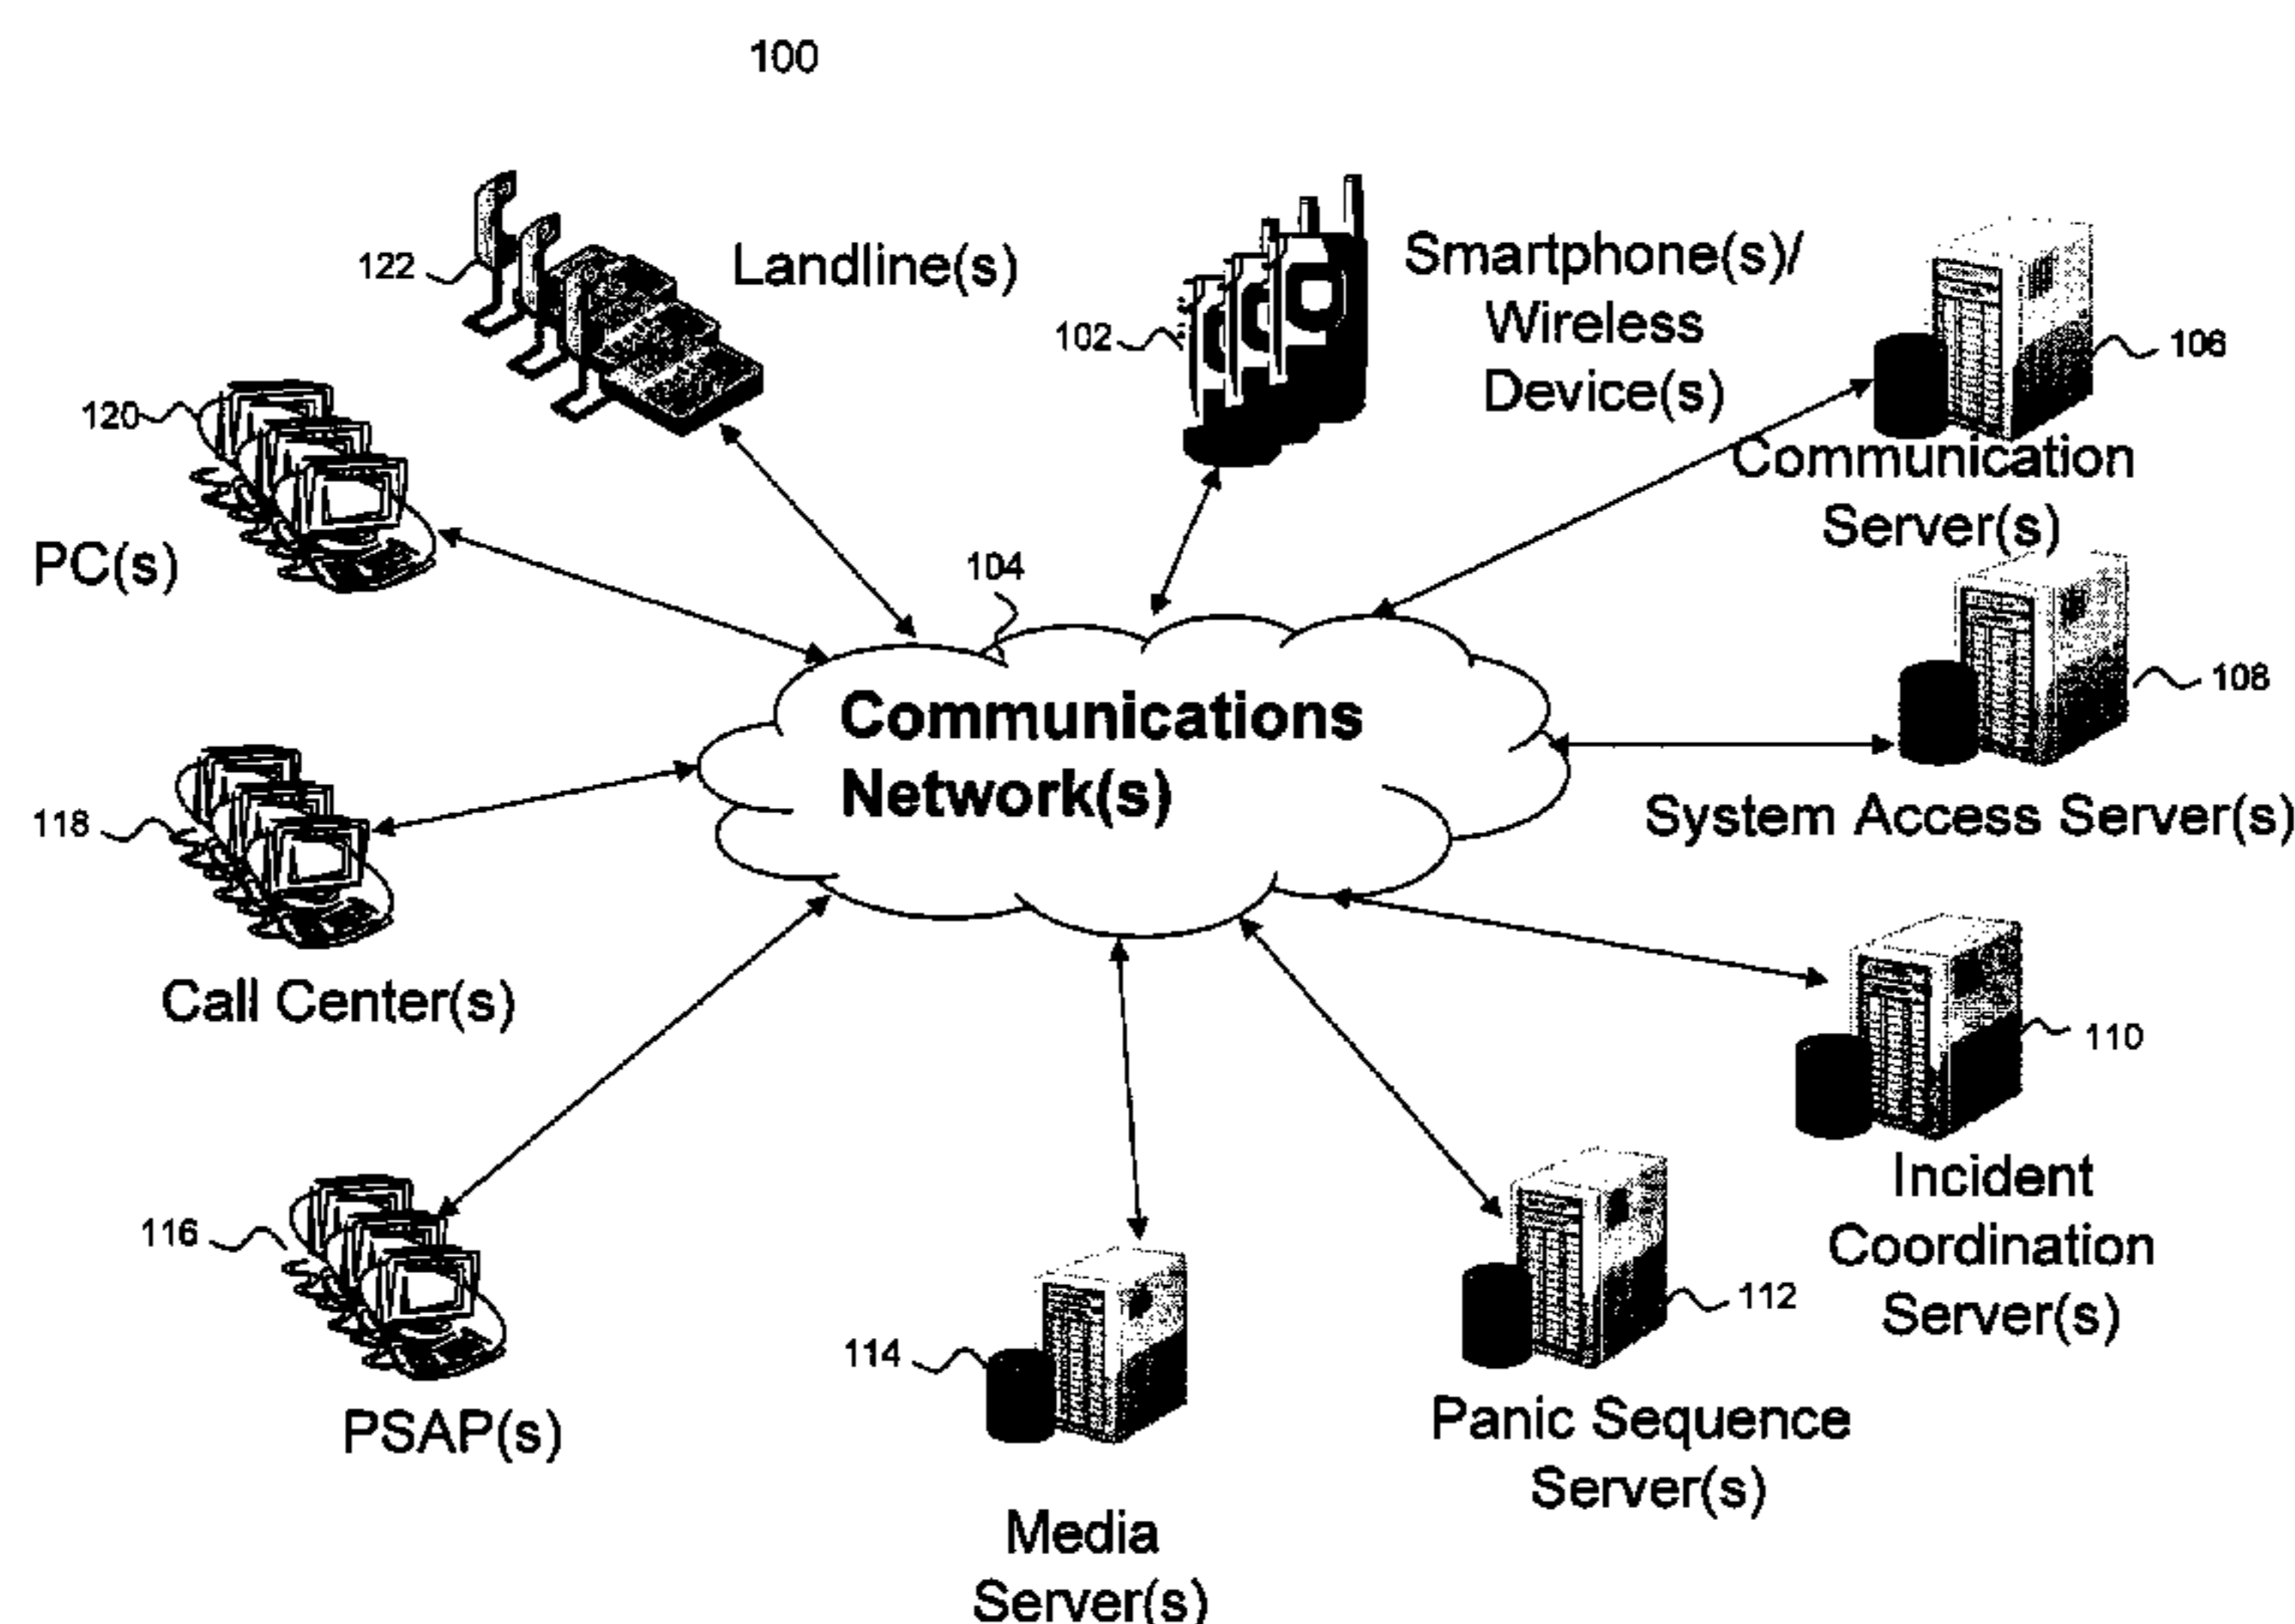 100
122
Landline(s)
102
Smartphone(s)/
Wireless
Device(s)
106
Communication
Server(s)
120
PC(s)
104
Communications
Network(s)
108
System Access Server(s)
118
Call Center(s)
110
Incident
Coordination
Server(s)
116
PSAP(s)
112
Panic Sequence
Server(s)
114
Media
Server(s)